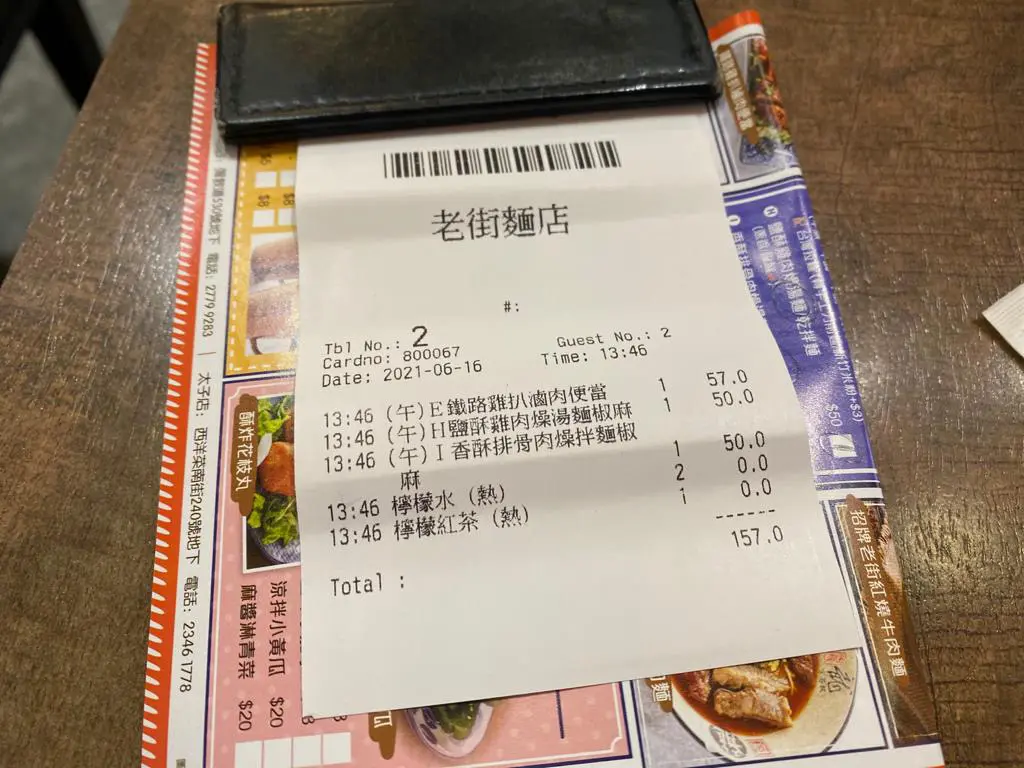 老街麵店
#:
Tbl No.: 2 Guest No.: 2
Cardno: 800067 Time: 13:46
Date: 2021-06-16
13:46 (午)E鐵路雞扒滷肉便當 1 57.0
13:46 (午)H鹽酥雞肉燥湯麵椒麻 1 50.0
13:46 (午)I香酥排骨肉燥拌麵椒
麻 1 50.0
13:46 檸檬水 (熱) 2 0.0
13:46 檸檬紅茶 (熱) 1 0.0
------
Total : 157.0
號地下 電話: 2779 9283 | 太子店: 西洋菜南街240號地下 電話: 2346 1778
$8
$8
酥炸花枝丸
涼拌小黃瓜 $20
麻醬淋青菜 $20
$50
招牌老街紅燒牛肉麵